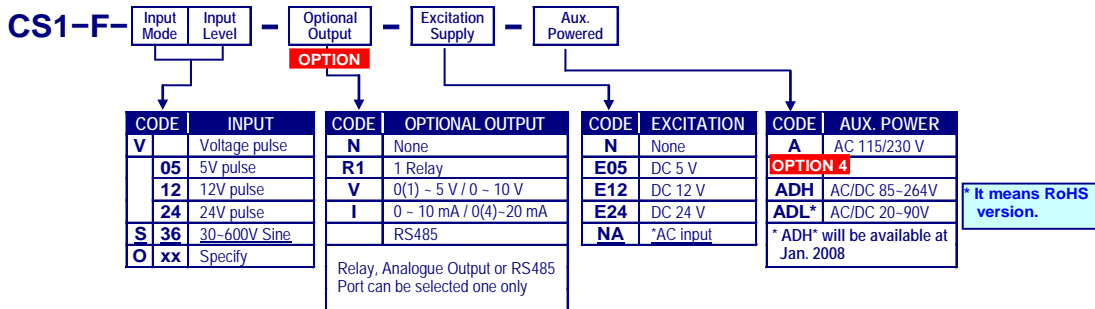 CS1-F- Input Mode Input Level - Optional Output - Excitation Supply - Aux. Powered
OPTION
CODE INPUT
V Voltage pulse
05 5V pulse
12 12V pulse
24 24V pulse
S 36 30~600V Sine
O xx Specify
CODE OPTIONAL OUTPUT
N None
R1 1 Relay
V 0(1) ~ 5 V / 0 ~ 10 V
I 0 ~ 10 mA / 0(4)~20 mA
RS485
Relay, Analogue Output or RS485
Port can be selected one only
CODE EXCITATION
N None
E05 DC 5 V
E12 DC 12 V
E24 DC 24 V
NA *AC input
CODE AUX. POWER
A AC 115/230 V
OPTION 4
ADH AC/DC 85~264V
ADL* AC/DC 20~90V
* ADH* will be available at
Jan. 2008
* It means RoHS
version.